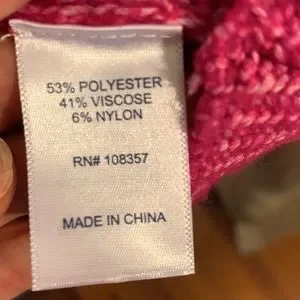 53% POLYESTER
41% VISCOSE
6% NYLON
RN# 108357
MADE IN CHINA